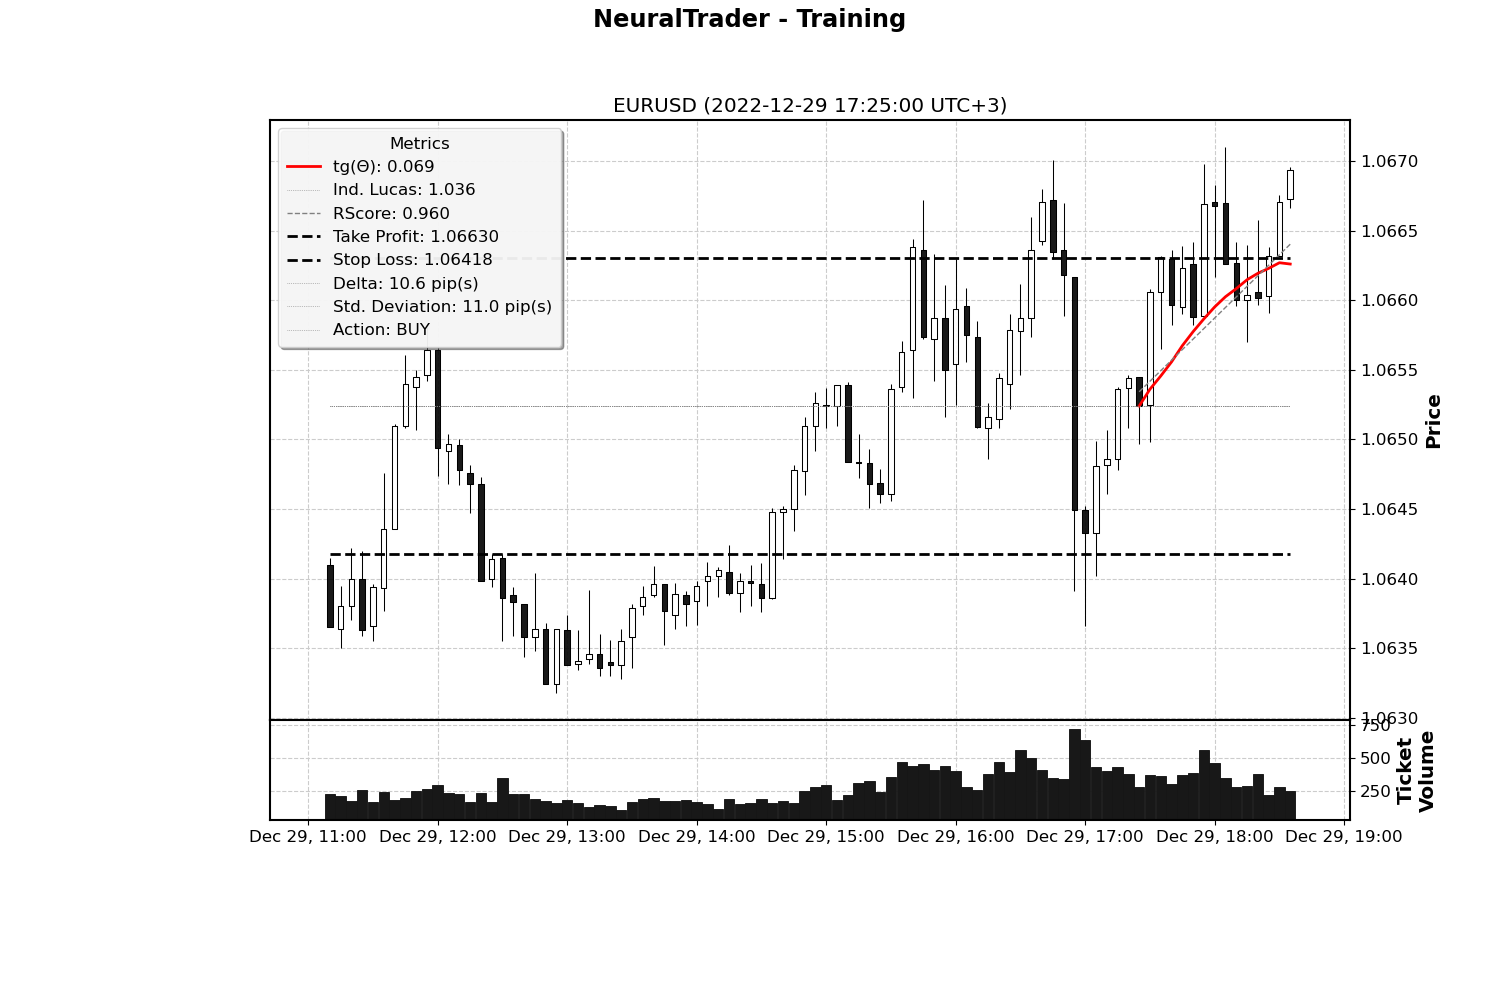 NeuralTrader - Training
EURUSD (2022-12-29 17:25:00 UTC+3)
Metrics
tg(Θ): 0.069
Ind. Lucas: 1.036
RScore: 0.960
Take Profit: 1.06630
Stop Loss: 1.06418
Delta: 10.6 pip(s)
Std. Deviation: 11.0 pip(s)
Action: BUY
1.0670
1.0665
1.0660
1.0655
1.0650
1.0645
1.0640
1.0635
1.0630
Price
750
500
250
Ticket
Volume
Dec 29, 11:00
Dec 29, 12:00
Dec 29, 13:00
Dec 29, 14:00
Dec 29, 15:00
Dec 29, 16:00
Dec 29, 17:00
Dec 29, 18:00
Dec 29, 19:00